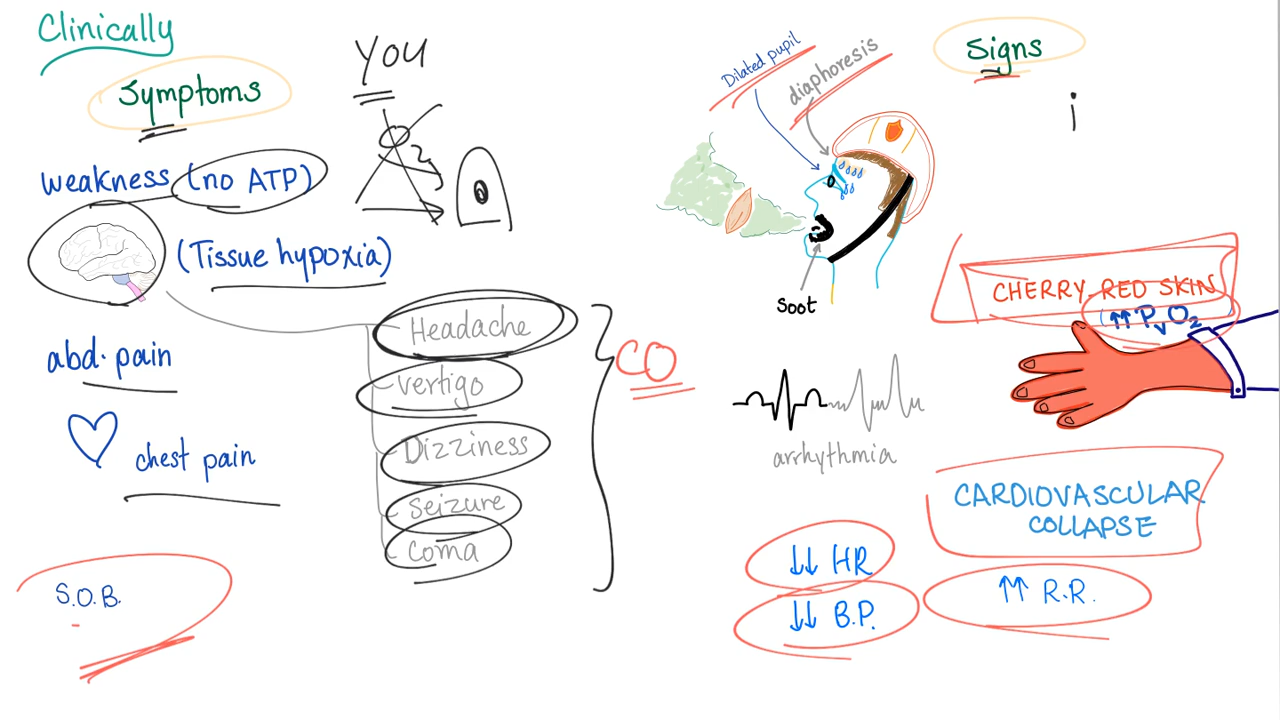 Clinically
Symptoms
YOU
weakness (no ATP)
(Tissue hypoxia)
Headache
vertigo
Dizziness
Seizure
Coma
CO
abd. pain
chest pain
S.O.B.
Signs
i
Dilated pupil
diaphoresis
Soot
CHERRY-RED SKIN
(↑↑ PvO2
arrhythmia
CARDIOVASCULAR
COLLAPSE
↓↓ HR
↓↓ B.P.
↑↑ R.R.